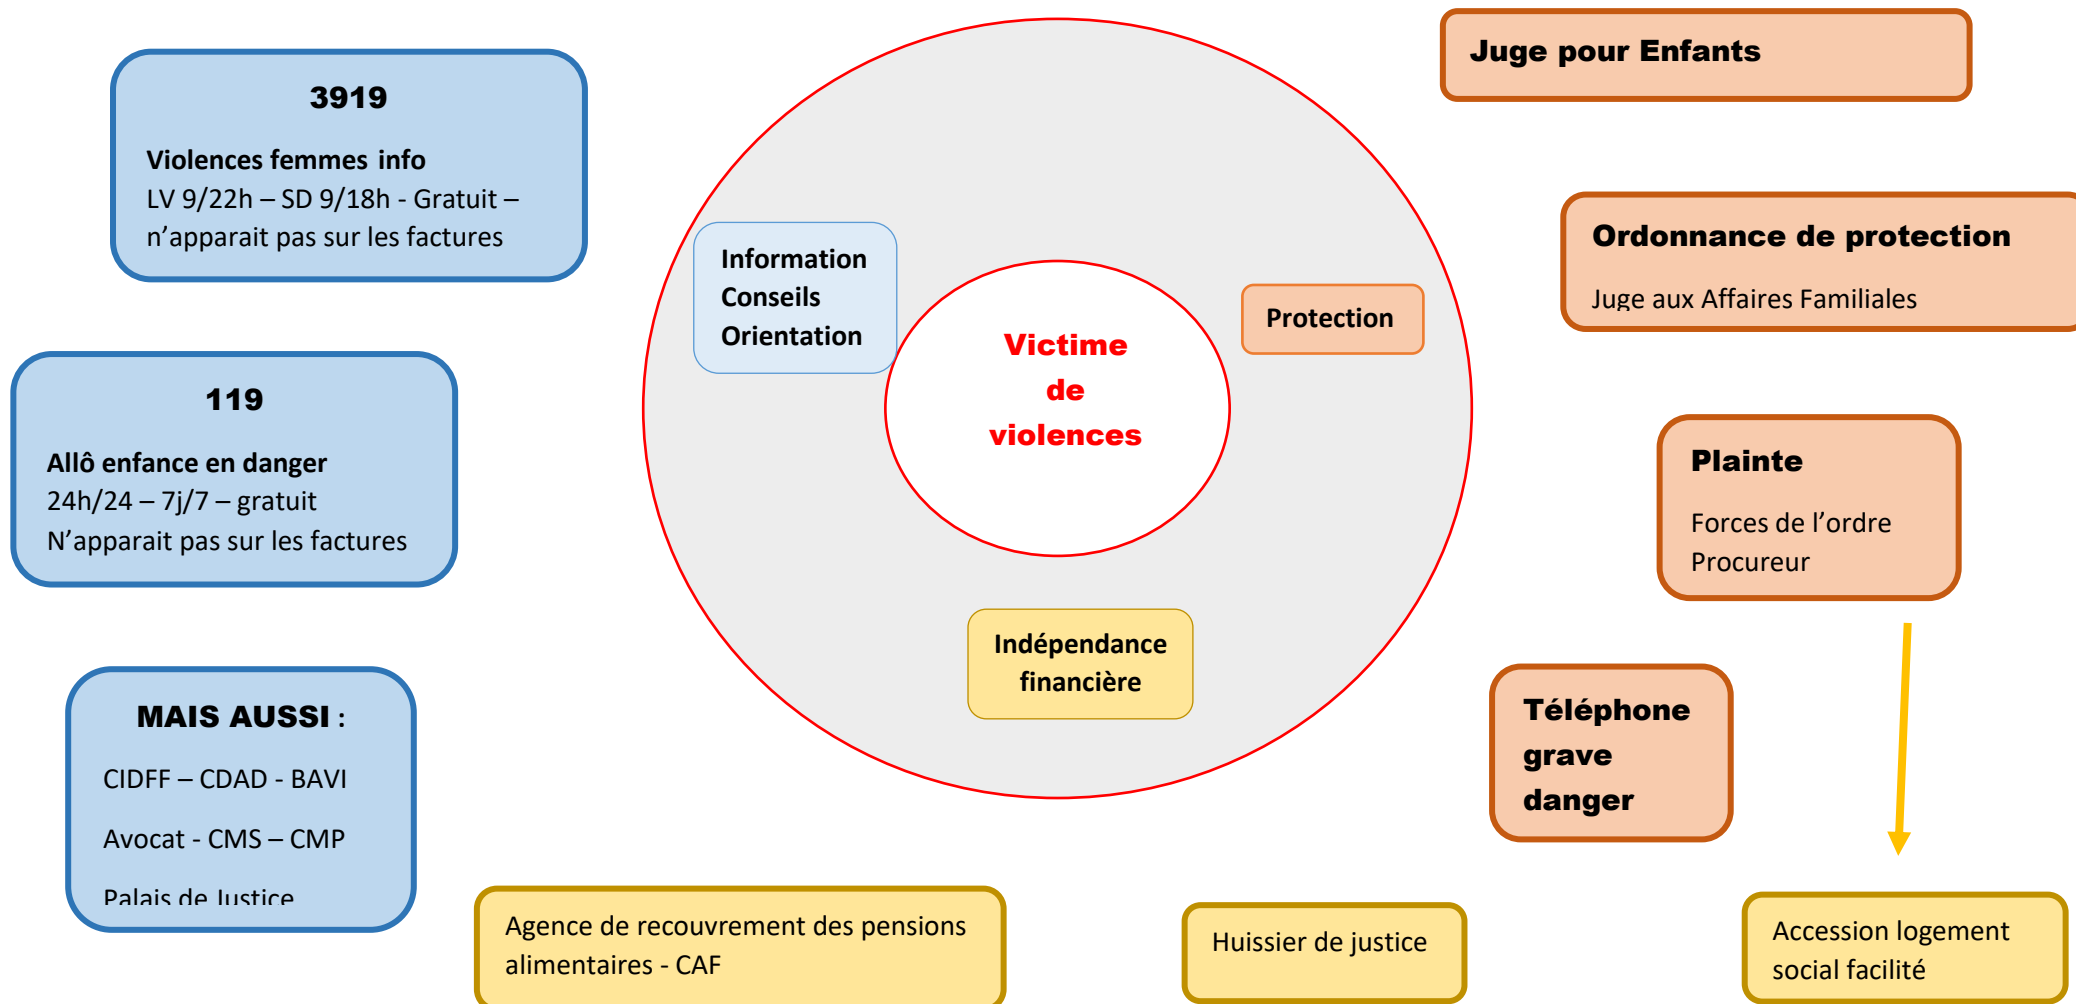 3919
Violences femmes info
LV 9/22h – SD 9/18h - Gratuit –
n’apparait pas sur les factures
119
Allô enfance en danger
24h/24 – 7j/7 – gratuit
N’apparait pas sur les factures
MAIS AUSSI :
CIDFF – CDAD - BAVI
Avocat - CMS – CMP
Palais de Justice
Information
Conseils
Orientation
Victime
de
violences
Protection
Indépendance
financière
Juge pour Enfants
Ordonnance de protection
Juge aux Affaires Familiales
Plainte
Forces de l’ordre
Procureur
Téléphone
grave
danger
Agence de recouvrement des pensions
alimentaires - CAF
Huissier de justice
Accession logement
social facilité